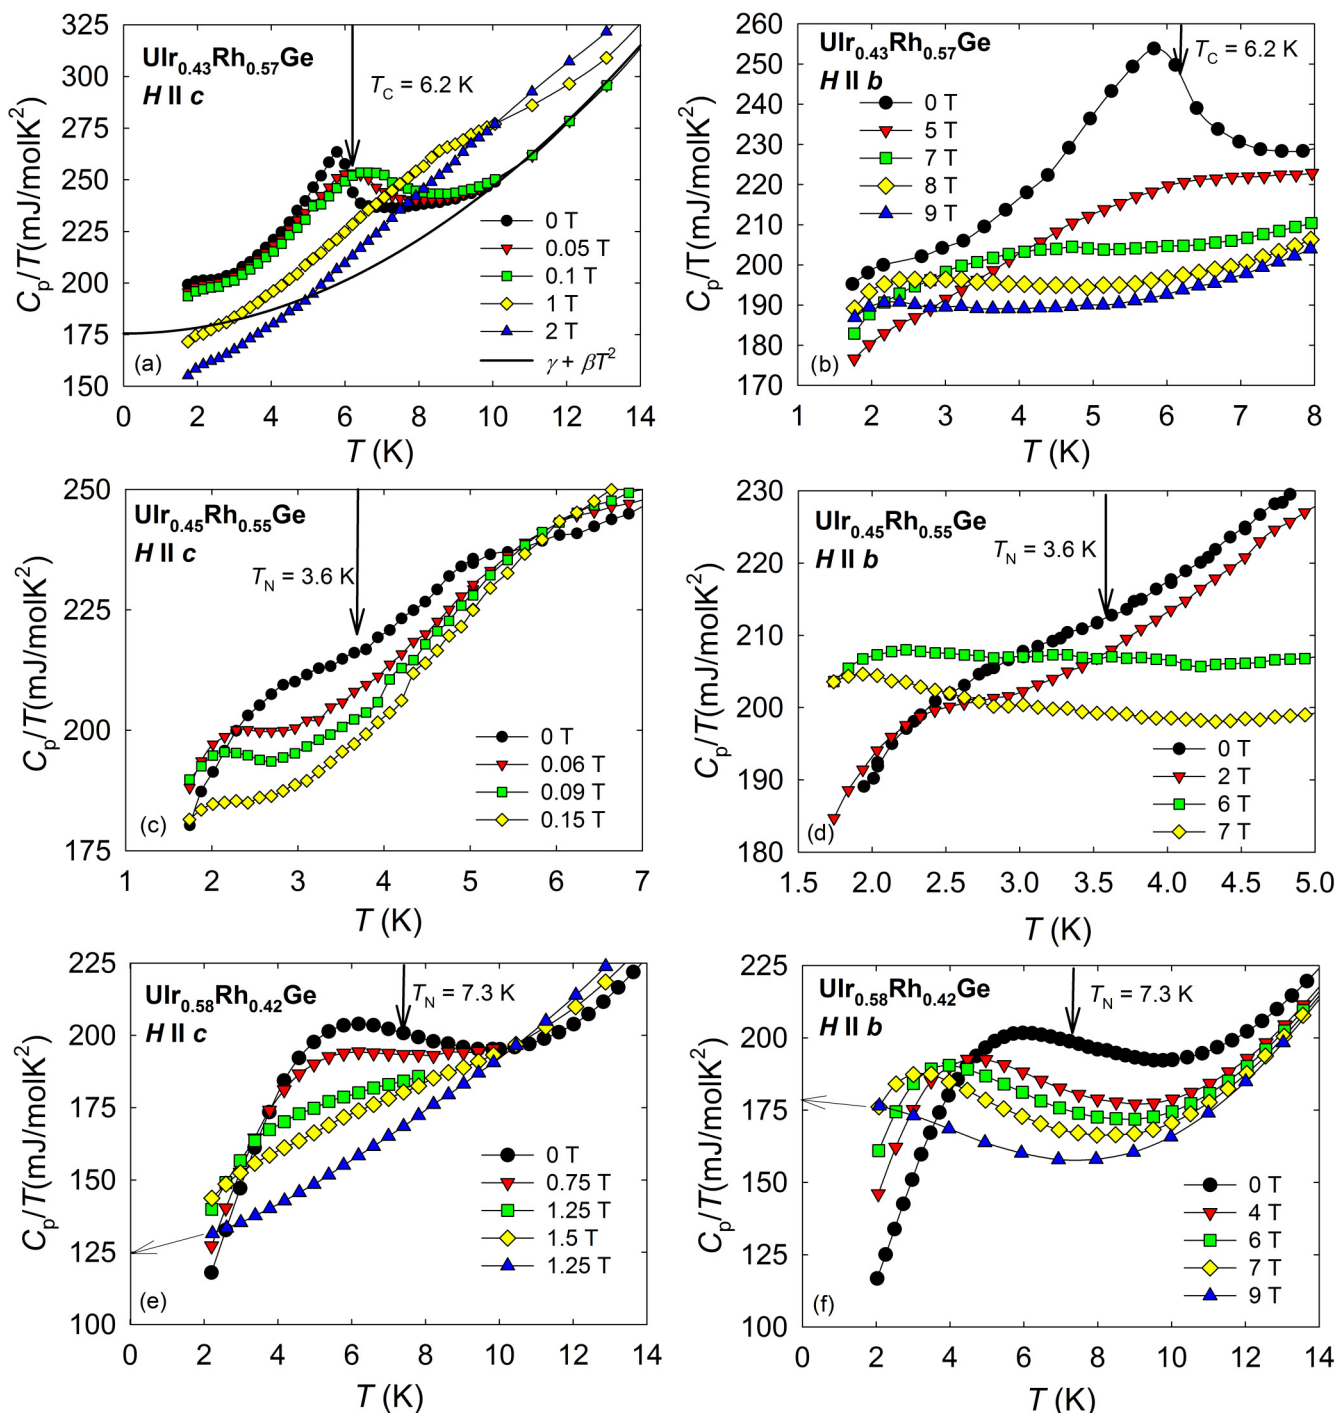 UIr0.43Rh0.57Ge
H II c
TC = 6.2 K
325
300
275
250
225
200
175
150
Cp/T(mJ/molK2)
0 T
0.05 T
0.1 T
1 T
2 T
γ + βT2
(a)
0 2 4 6 8 10 12 14
T (K)
UIr0.43Rh0.57Ge
H II b
TC = 6.2 K
260
250
240
230
220
210
200
190
180
170
Cp/T(mJ/molK2)
0 T
5 T
7 T
8 T
9 T
(b)
1 2 3 4 5 6 7 8
T (K)
UIr0.45Rh0.55Ge
H II c
TN = 3.6 K
250
225
200
175
Cp/T(mJ/molK2)
0 T
0.06 T
0.09 T
0.15 T
(c)
1 2 3 4 5 6 7
T (K)
UIr0.45Rh0.55Ge
H II b
TN = 3.6 K
230
220
210
200
190
180
Cp/T(mJ/molK2)
0 T
2 T
6 T
7 T
(d)
1.5 2.0 2.5 3.0 3.5 4.0 4.5 5.0
T (K)
UIr0.58Rh0.42Ge
H II c
TN = 7.3 K
225
200
175
150
125
100
Cp/T(mJ/molK2)
0 T
0.75 T
1.25 T
1.5 T
1.25 T
(e)
0 2 4 6 8 10 12 14
T (K)
UIr0.58Rh0.42Ge
H II b
TN = 7.3 K
225
200
175
150
125
100
Cp/T(mJ/molK2)
0 T
4 T
6 T
7 T
9 T
(f)
0 2 4 6 8 10 12 14
T (K)